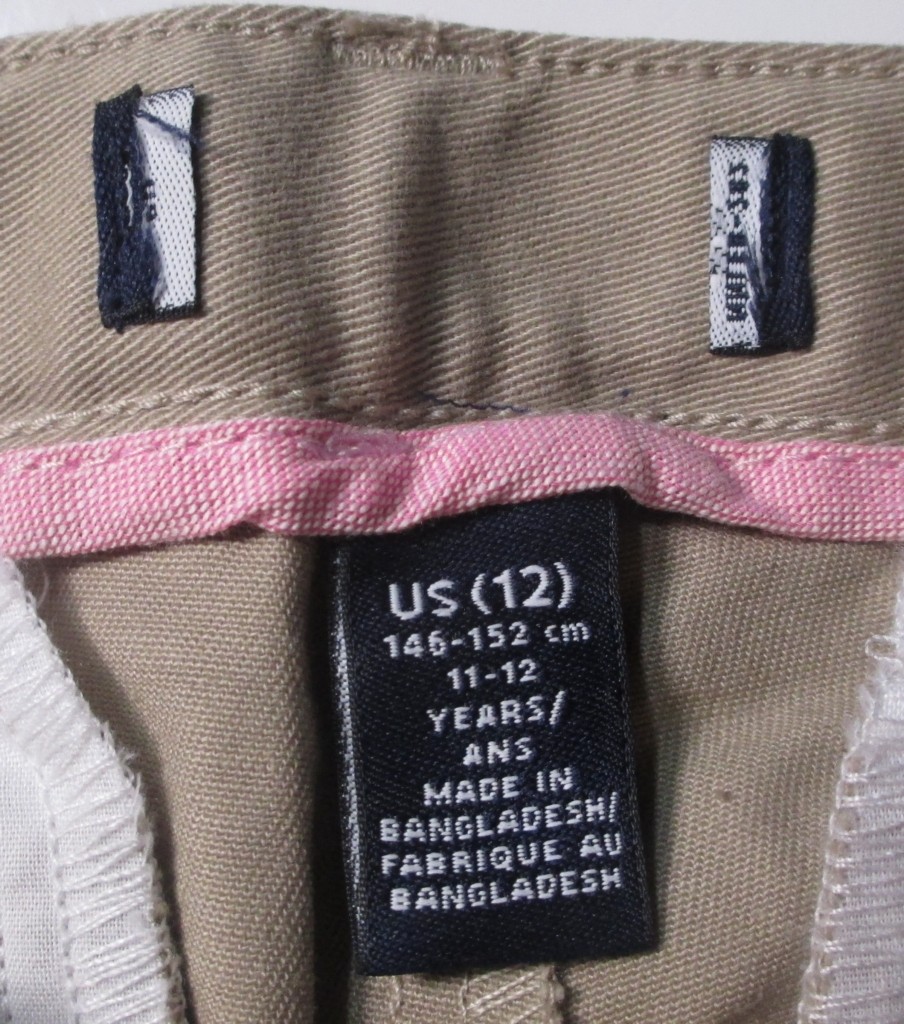 US (12)
146-152 cm
11-12
YEARS/
ANS
MADE IN
BANGLADESH/
FABRIQUE AU
BANGLADESH